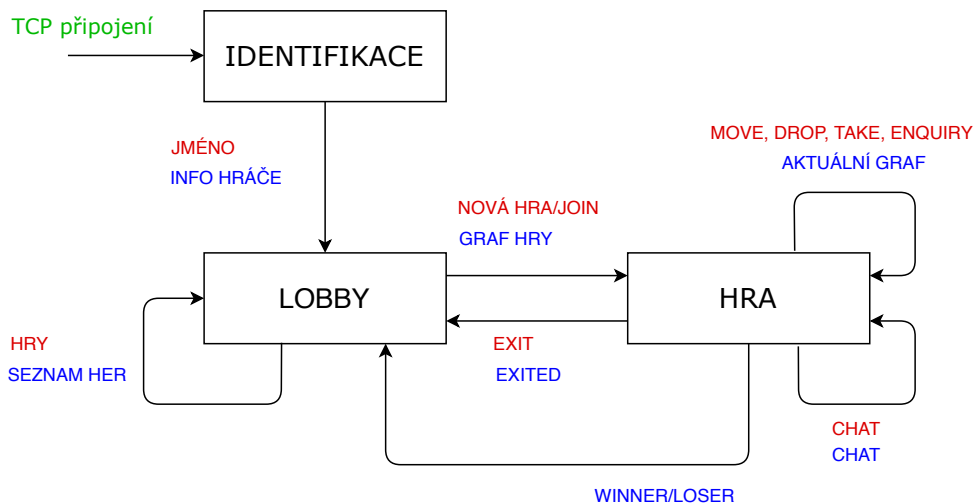 TCP připojení
IDENTIFIKACE
JMÉNO
INFO HRÁČE
MOVE, DROP, TAKE, ENQUIRY
AKTUÁLNÍ GRAF
NOVÁ HRA/JOIN
GRAF HRY
LOBBY
HRA
HRY
SEZNAM HER
EXIT
EXITED
CHAT
CHAT
WINNER/LOSER